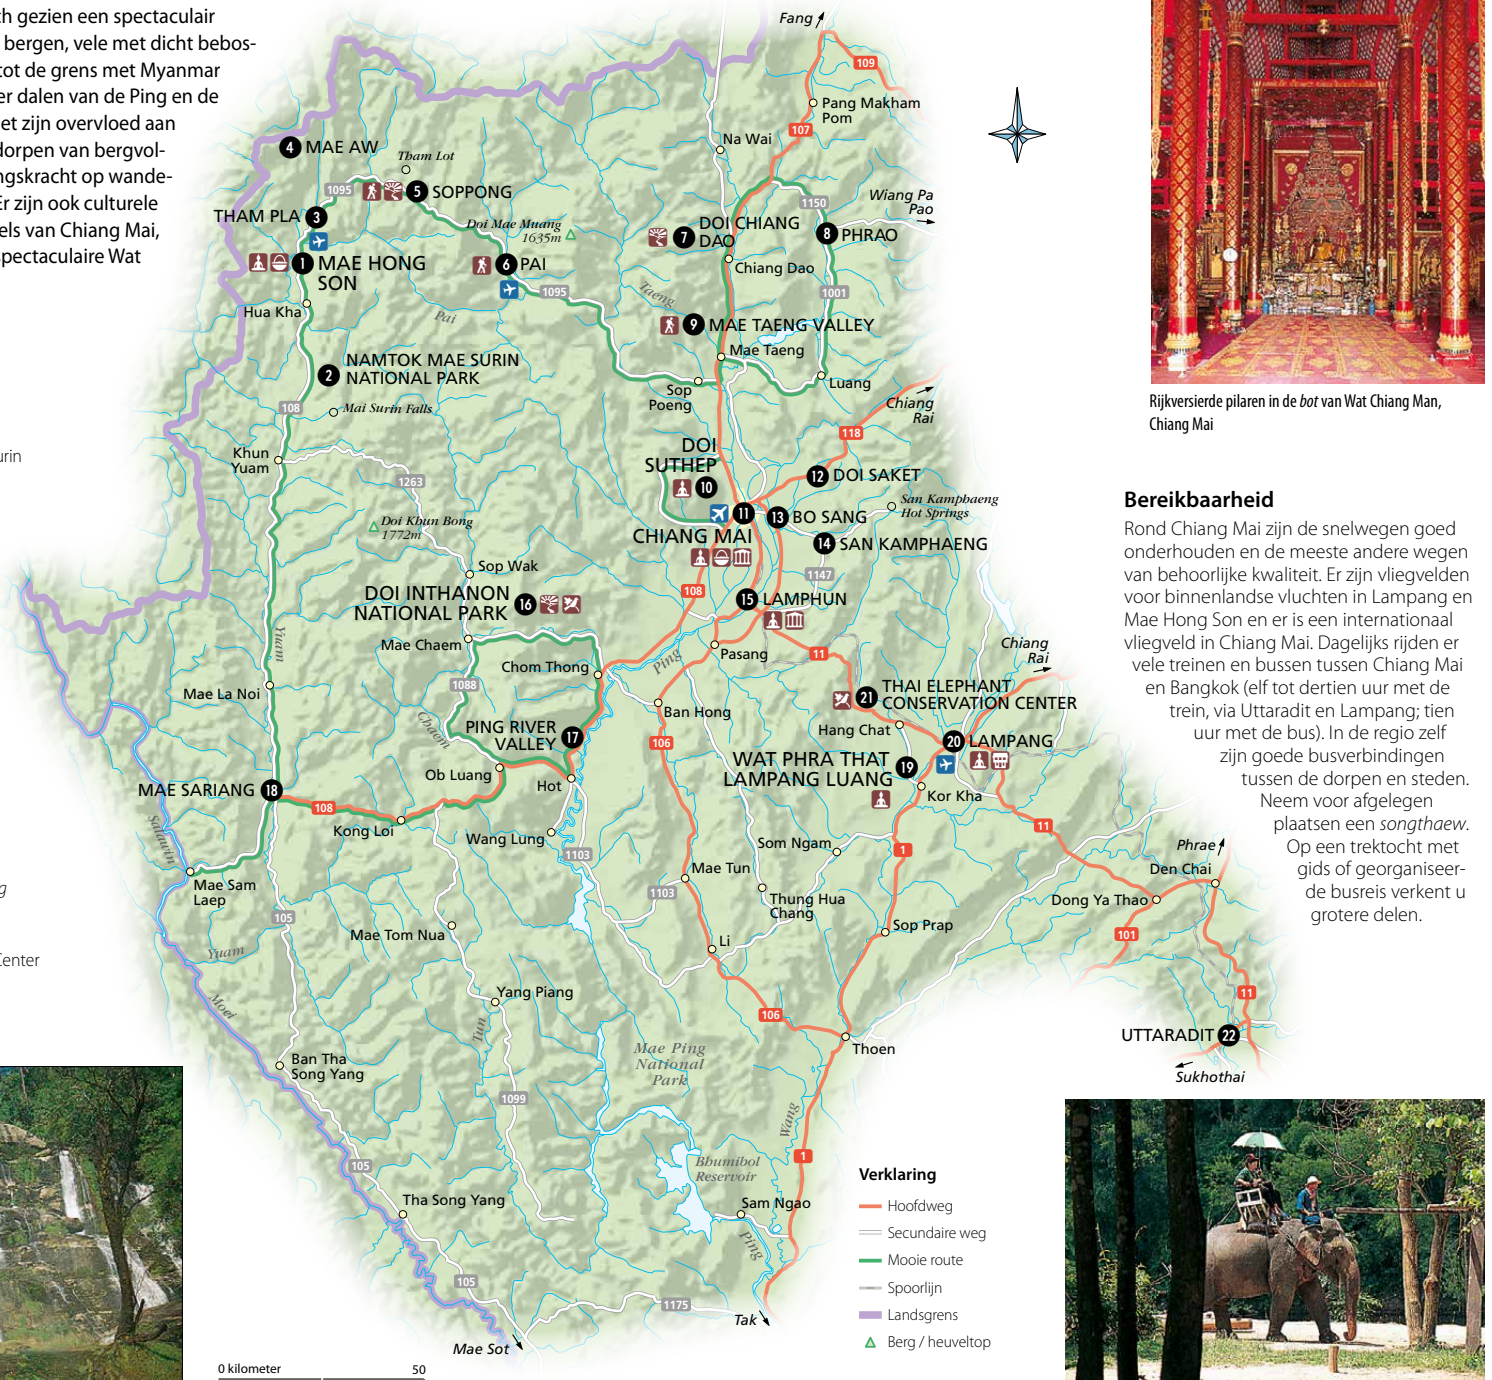 ch gezien een spectaculair
bergen, vele met dicht bebos-
tot de grens met Myanmar
er dalen van de Ping en de
et zijn overvloed aan
dorpen van bergvol-
ngskracht op wande-
Er zijn ook culturele
els van Chiang Mai,
spectaculaire Wat
urin
g
Center
Fang
109
Pang Makham
Pom
107
Na Wai
4 MAE AW
Tham Lot
1095
5 SOPPONG
THAM PLA 3
Doi Mae Muang
1635m
1 MAE HONG
SON
6 PAI
1095
Hua Kha
Pai
Taeng
7 DOI CHIANG
DAO
Chiang Dao
1150
Wiang Pa
Pao
8 PHRAO
1001
9 MAE TAENG VALLEY
Mae Taeng
Sop
Poeng
Luang
2 NAMTOK MAE SURIN
NATIONAL PARK
108
Mai Surin Falls
Khun
Yuam
1263
Doi Khun Bong
1772m
Chiang
Rai
118
DOI
SUTHEP
10
12 DOI SAKET
San Kamphaeng
Hot Springs
11
CHIANG MAI
13 BO SANG
14 SAN KAMPHAENG
1147
Sop Wak
DOI INTHANON
NATIONAL PARK 16
108
15 LAMPHUN
Mae Chaem
Chom Thong
Ping
Pasang
11
Chiang
Rai
Yuam
Mae La Noi
1088
Chaem
PING RIVER
VALLEY 17
Ban Hong
106
21 THAI ELEPHANT
CONSERVATION CENTER
Hang Chat
20 LAMPANG
WAT PHRA THAT
LAMPANG LUANG 19
Kor Kha
Ob Luang
Hot
MAE SARIANG 18
108
Kong Loi
Wang Lung
1103
Salawin
Mae Sam
Laep
105
Mae Tun
1103
Som Ngam
1
11
Thung Hua
Chang
Phrae
Den Chai
Dong Ya Thao
101
Sop Prap
Mae Tom Nua
Yuam
Li
Moei
Yang Piang
Tun
106
11
UTTARADIT 22
Sukhothai
Thoen
Mae Ping
National
Park
Ban Tha
Song Yang
1099
Wang
105
Bhumibol
Reservoir
1
Tha Song Yang
Sam Ngao
Ping
105
1175
Tak
Mae Sot
0 kilometer 50
Verklaring
Hoofdweg
Secundaire weg
Mooie route
Spoorlijn
Landsgrens
Berg / heuveltop
Rijkversierde pilaren in de bot van Wat Chiang Man,
Chiang Mai
Bereikbaarheid
Rond Chiang Mai zijn de snelwegen goed
onderhouden en de meeste andere wegen
van behoorlijke kwaliteit. Er zijn vliegvelden
voor binnenlandse vluchten in Lampang en
Mae Hong Son en er is een internationaal
vliegveld in Chiang Mai. Dagelijks rijden er
vele treinen en bussen tussen Chiang Mai
en Bangkok (elf tot dertien uur met de
trein, via Uttaradit en Lampang; tien
uur met de bus). In de regio zelf
zijn goede busverbindingen
tussen de dorpen en steden.
Neem voor afgelegen
plaatsen een songthaew.
Op een trektocht met
gids of georganiseer-
de busreis verkent u
grotere delen.